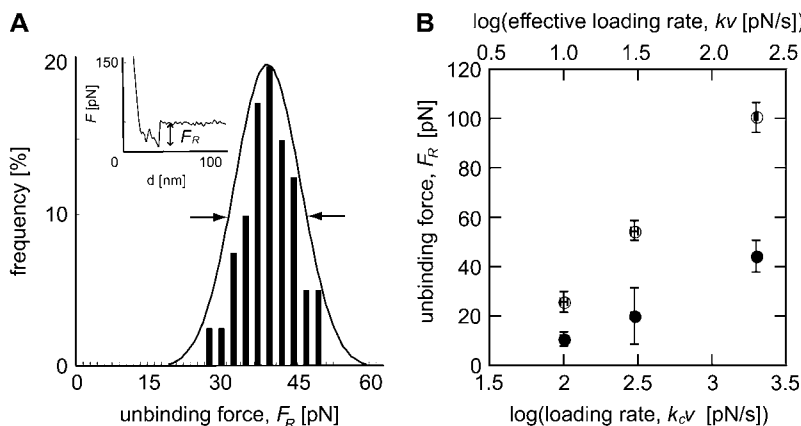 A
frequency [%]
20
10
0
0
15
30
45
60
unbinding force, F_R [pN]
150
F [pN]
0
0
100
d [nm]
F_R
B
log(effective loading rate, kv [pN/s])
0.5
1.0
1.5
2.0
2.5
unbinding force, F_R [pN]
120
100
80
60
40
20
0
1.5
2
2.5
3
3.5
log(loading rate, k_cv [pN/s])